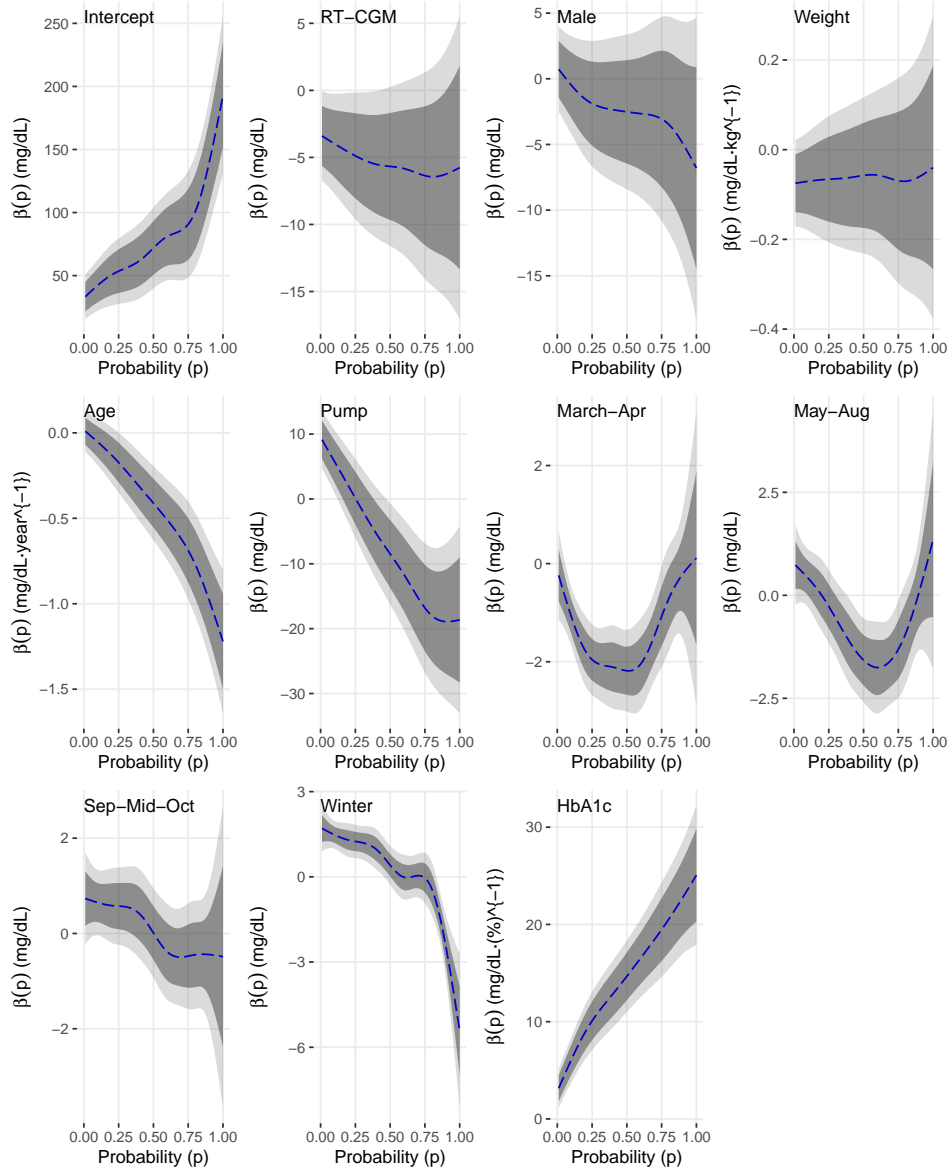 Intercept
RT−CGM
Male
Weight
β(p) (mg/dL)
250
200
150
100
50
0.00 0.25 0.50 0.75 1.00
Probability (p)
β(p) (mg/dL)
5
0
−5
−10
−15
0.00 0.25 0.50 0.75 1.00
Probability (p)
β(p) (mg/dL)
5
0
−5
−10
−15
0.00 0.25 0.50 0.75 1.00
Probability (p)
β(p) (mg/dL·kg^{−1})
0.2
0.0
−0.2
−0.4
0.00 0.25 0.50 0.75 1.00
Probability (p)
Age
Pump
March−Apr
May−Aug
β(p) (mg/dL·year^{−1})
0.0
−0.5
−1.0
−1.5
0.00 0.25 0.50 0.75 1.00
Probability (p)
β(p) (mg/dL)
10
0
−10
−20
−30
0.00 0.25 0.50 0.75 1.00
Probability (p)
β(p) (mg/dL)
2
0
−2
0.00 0.25 0.50 0.75 1.00
Probability (p)
β(p) (mg/dL)
2.5
0.0
−2.5
0.00 0.25 0.50 0.75 1.00
Probability (p)
Sep−Mid−Oct
Winter
HbA1c
β(p) (mg/dL)
2
0
−2
0.00 0.25 0.50 0.75 1.00
Probability (p)
β(p) (mg/dL)
3
0
−3
−6
0.00 0.25 0.50 0.75 1.00
Probability (p)
β(p) (mg/dL·(%)^{−1})
30
20
10
0
0.00 0.25 0.50 0.75 1.00
Probability (p)